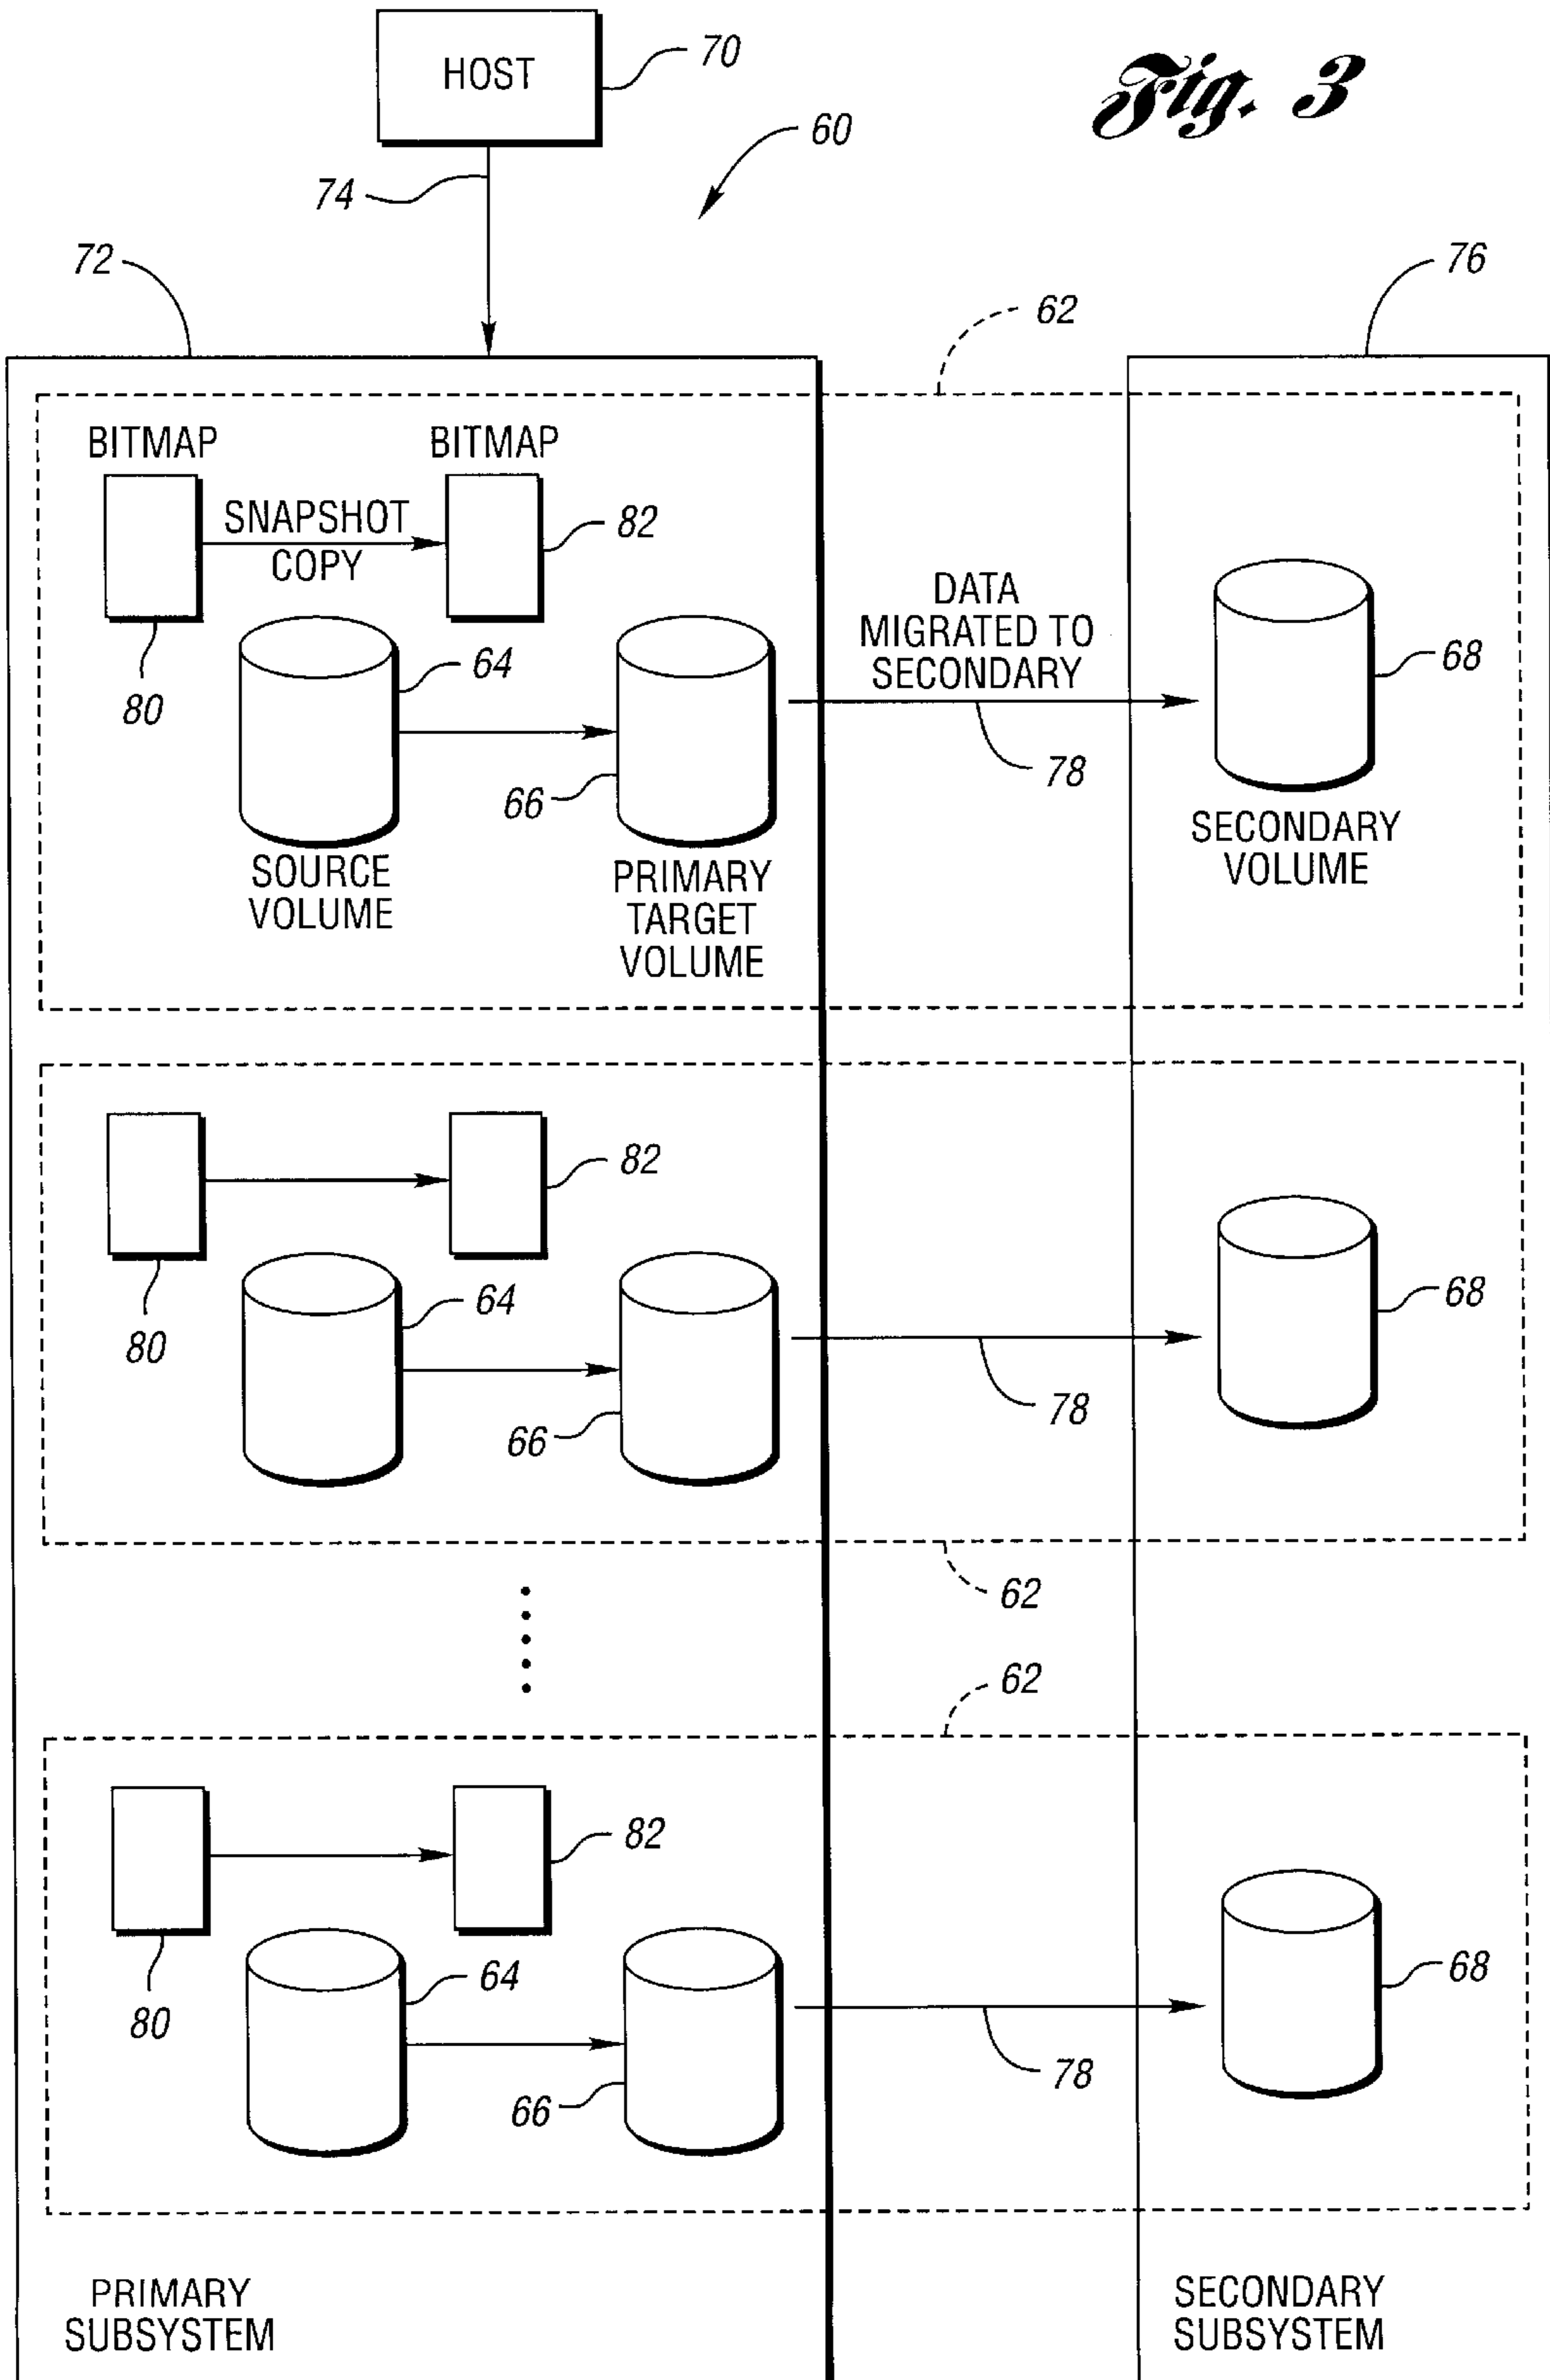 HOST
70
Fig. 3
60
74
72
76
62
BITMAP
BITMAP
SNAPSHOT
COPY
82
80
DATA
MIGRATED TO
SECONDARY
64
68
78
66
SOURCE
VOLUME
PRIMARY
TARGET
VOLUME
SECONDARY
VOLUME
82
80
64
68
78
66
62
62
82
80
64
68
78
66
PRIMARY
SUBSYSTEM
SECONDARY
SUBSYSTEM